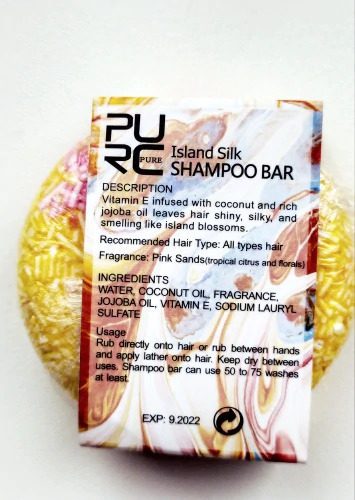 PU
RC PURE
Island Silk
SHAMPOO BAR
DESCRIPTION
Vitamin E infused with coconut and rich
jojoba oil leaves hair shiny, silky, and
smelling like island blossoms.
Recommended Hair Type: All types hair
Fragrance: Pink Sands(tropical citrus and florals)
INGREDIENTS
WATER, COCONUT OIL, FRAGRANCE,
JOJOBA OIL, VITAMIN E, SODIUM LAURYL
SULFATE
Usage
Rub directly onto hair or rub between hands
and apply lather onto hair. Keep dry between
uses. Shampoo bar can use 50 to 75 washes
at least.
EXP: 9.2022